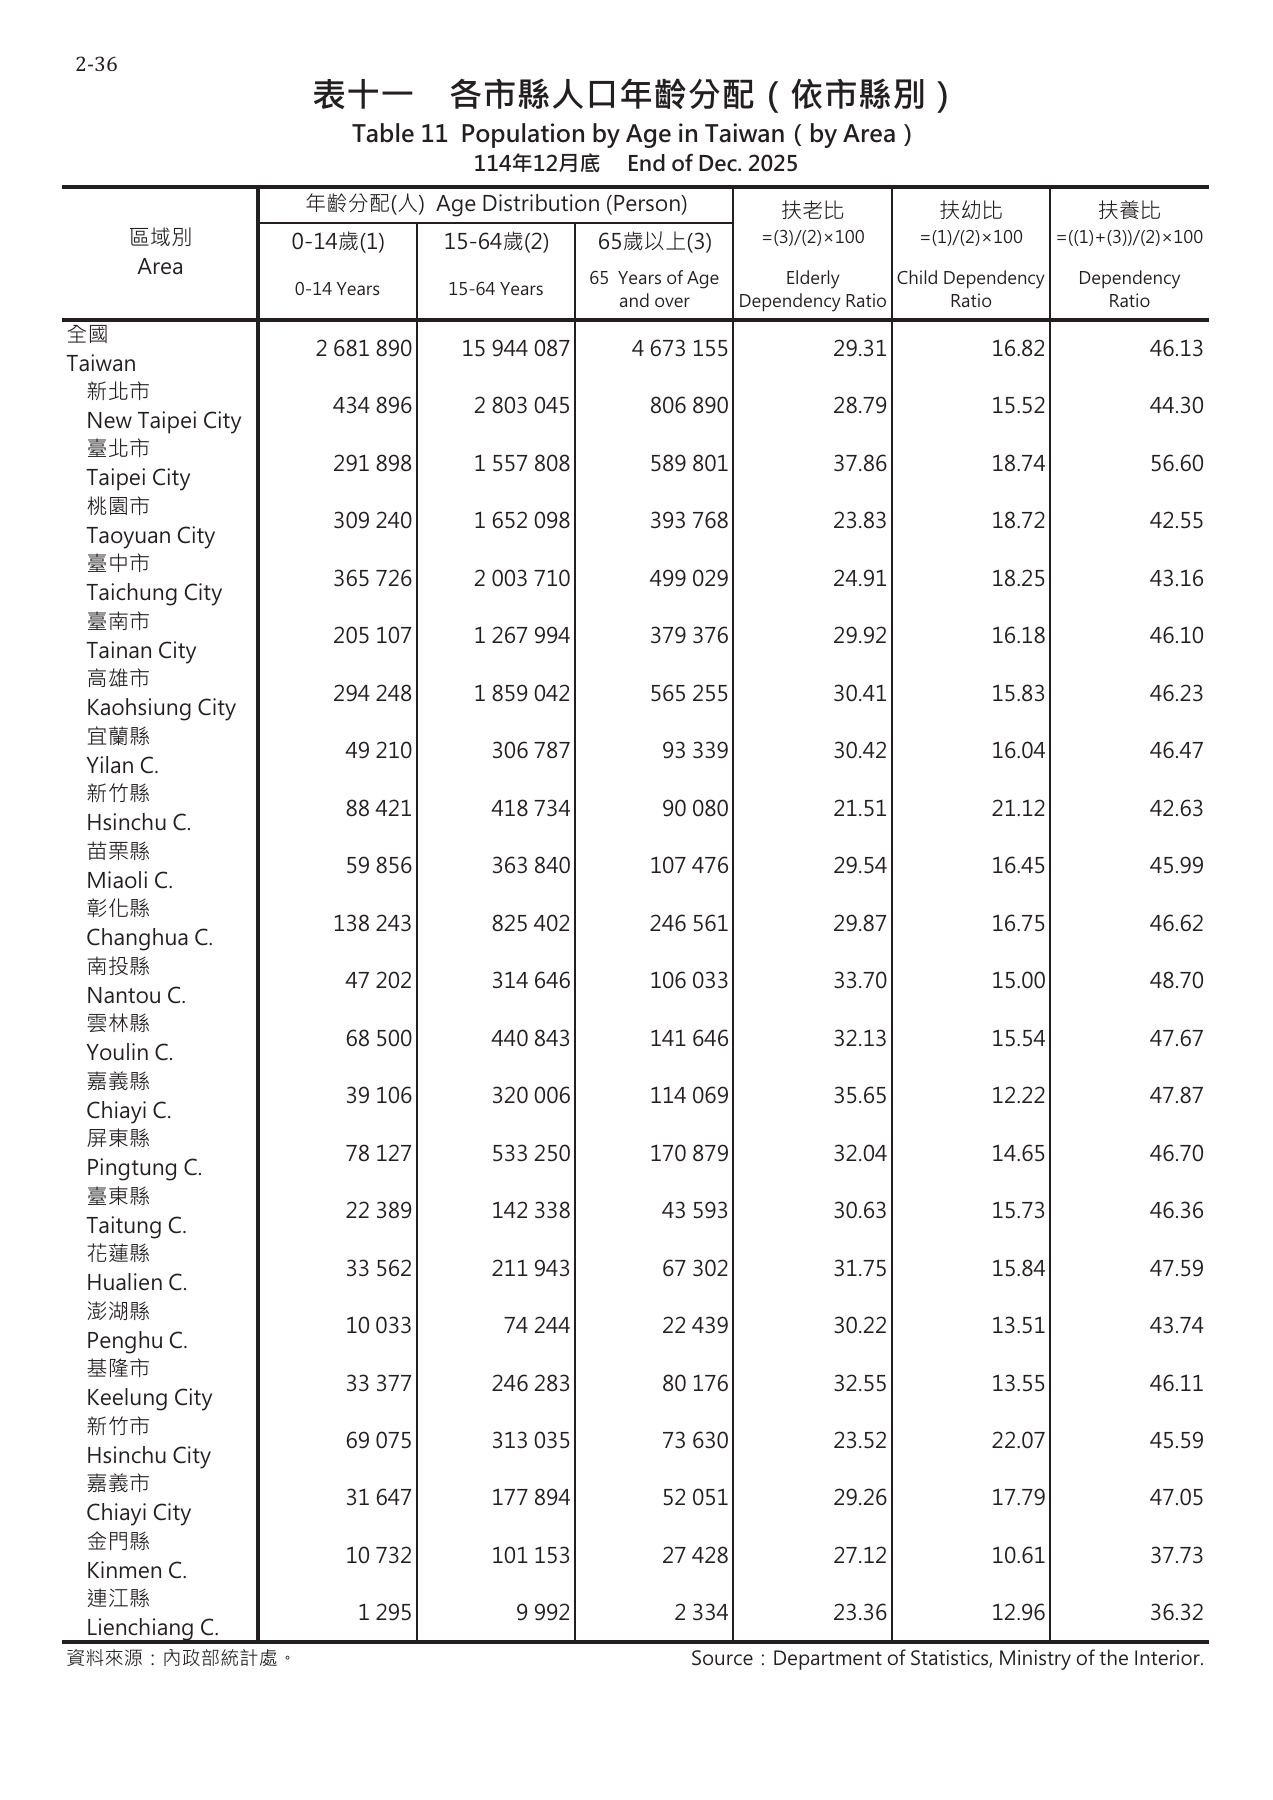 2-36
表十一　各市縣人口年齡分配（依市縣別）
Table 11 Population by Age in Taiwan ( by Area )
114年12月底 End of Dec. 2025
區域別 Area
年齡分配(人) Age Distribution (Person)
0-14歲(1) 15-64歲(2) 65歲以上(3)
0-14 Years 15-64 Years 65 Years of Age and over
扶老比 =(3)/(2)×100 Elderly Dependency Ratio
扶幼比 =(1)/(2)×100 Child Dependency Ratio
扶養比 =((1)+(3))/(2)×100 Dependency Ratio
全國
Taiwan 2 681 890 15 944 087 4 673 155 29.31 16.82 46.13
新北市
New Taipei City 434 896 2 803 045 806 890 28.79 15.52 44.30
臺北市
Taipei City 291 898 1 557 808 589 801 37.86 18.74 56.60
桃園市
Taoyuan City 309 240 1 652 098 393 768 23.83 18.72 42.55
臺中市
Taichung City 365 726 2 003 710 499 029 24.91 18.25 43.16
臺南市
Tainan City 205 107 1 267 994 379 376 29.92 16.18 46.10
高雄市
Kaohsiung City 294 248 1 859 042 565 255 30.41 15.83 46.23
宜蘭縣
Yilan C. 49 210 306 787 93 339 30.42 16.04 46.47
新竹縣
Hsinchu C. 88 421 418 734 90 080 21.51 21.12 42.63
苗栗縣
Miaoli C. 59 856 363 840 107 476 29.54 16.45 45.99
彰化縣
Changhua C. 138 243 825 402 246 561 29.87 16.75 46.62
南投縣
Nantou C. 47 202 314 646 106 033 33.70 15.00 48.70
雲林縣
Youlin C. 68 500 440 843 141 646 32.13 15.54 47.67
嘉義縣
Chiayi C. 39 106 320 006 114 069 35.65 12.22 47.87
屏東縣
Pingtung C. 78 127 533 250 170 879 32.04 14.65 46.70
臺東縣
Taitung C. 22 389 142 338 43 593 30.63 15.73 46.36
花蓮縣
Hualien C. 33 562 211 943 67 302 31.75 15.84 47.59
澎湖縣
Penghu C. 10 033 74 244 22 439 30.22 13.51 43.74
基隆市
Keelung City 33 377 246 283 80 176 32.55 13.55 46.11
新竹市
Hsinchu City 69 075 313 035 73 630 23.52 22.07 45.59
嘉義市
Chiayi City 31 647 177 894 52 051 29.26 17.79 47.05
金門縣
Kinmen C. 10 732 101 153 27 428 27.12 10.61 37.73
連江縣
Lienchiang C. 1 295 9 992 2 334 23.36 12.96 36.32
資料來源：內政部統計處。 Source：Department of Statistics, Ministry of the Interior.